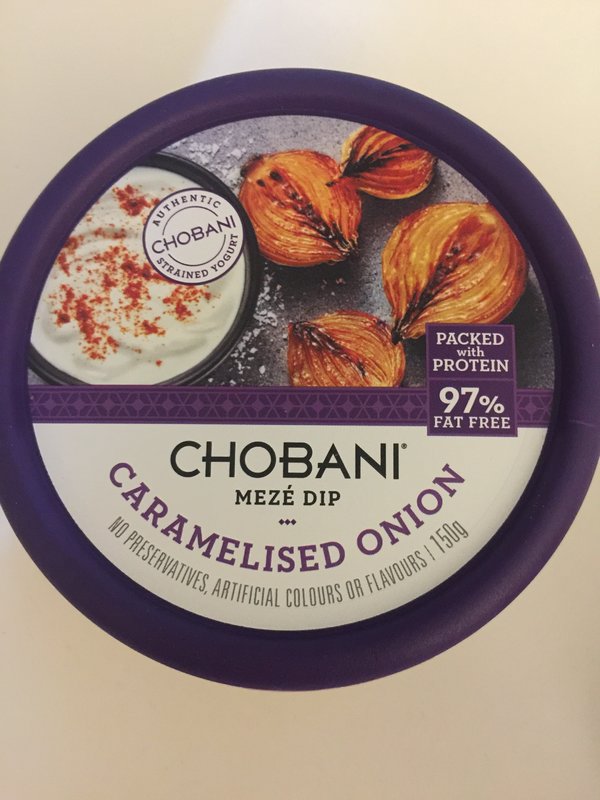 AUTHENTIC
CHOBANI
STRAINED YOGURT
PACKED
with
PROTEIN
97%
FAT FREE
CHOBANI®
MEZÉ DIP
CARAMELISED ONION
NO PRESERVATIVES, ARTIFICIAL COLOURS OR FLAVOURS | 150g